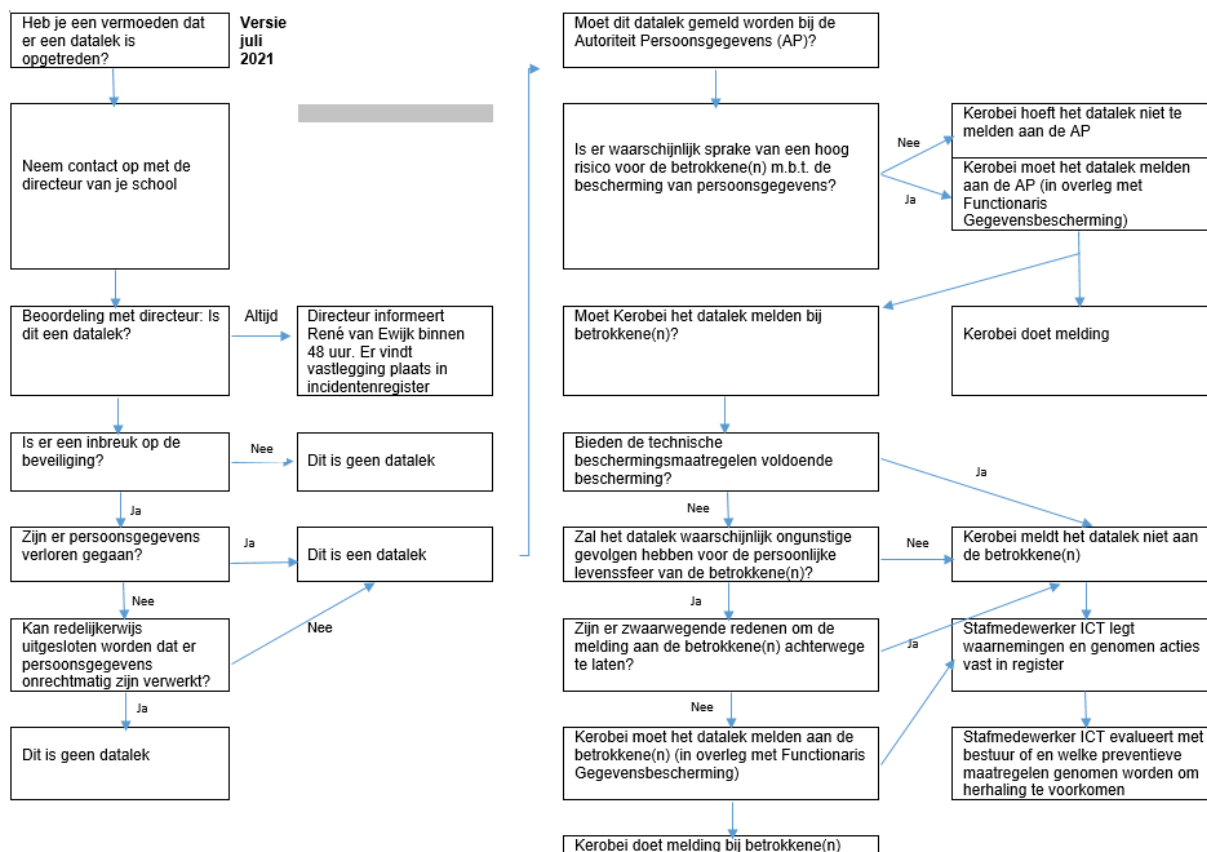 Heb je een vermoeden dat
er een datalek is
opgetreden?
Versie
juli
2021
Neem contact op met de
directeur van je school
Beoordeling met directeur: Is
dit een datalek?
Altijd
Directeur informeert
René van Ewijk binnen
48 uur. Er vindt
vastlegging plaats in
incidentenregister
Is er een inbreuk op de
beveiliging?
Nee
Dit is geen datalek
Ja
Zijn er persoonsgegevens
verloren gegaan?
Ja
Dit is een datalek
Nee
Kan redelijkerwijs
uitgesloten worden dat er
persoonsgegevens
onrechtmatig zijn verwerkt?
Nee
Ja
Dit is geen datalek
Moet dit datalek gemeld worden bij de
Autoriteit Persoonsgegevens (AP)?
Is er waarschijnlijk sprake van een hoog
risico voor de betrokkene(n) m.b.t. de
bescherming van persoonsgegevens?
Nee
Kerobei hoeft het datalek niet te
melden aan de AP
Ja
Kerobei moet het datalek melden
aan de AP (in overleg met
Functionaris
Gegevensbescherming)
Moet Kerobei het datalek melden bij
betrokkene(n)?
Kerobei doet melding
Bieden de technische
beschermingsmaatregelen voldoende
bescherming?
Ja
Nee
Zal het datalek waarschijnlijk ongunstige
gevolgen hebben voor de persoonlijke
levenssfeer van de betrokkene(n)?
Nee
Kerobei meldt het datalek niet aan
de betrokkene(n)
Ja
Zijn er zwaarwegende redenen om de
melding aan de betrokkene(n) achterwege
te laten?
Ja
Stafmedewerker ICT legt
waarnemingen en genomen acties
vast in register
Nee
Kerobei moet het datalek melden aan de
betrokkene(n) (in overleg met Functionaris
Gegevensbescherming)
Stafmedewerker ICT evalueert met
bestuur of en welke preventieve
maatregelen genomen worden om
herhaling te voorkomen
Kerobei doet melding bij betrokkene(n)